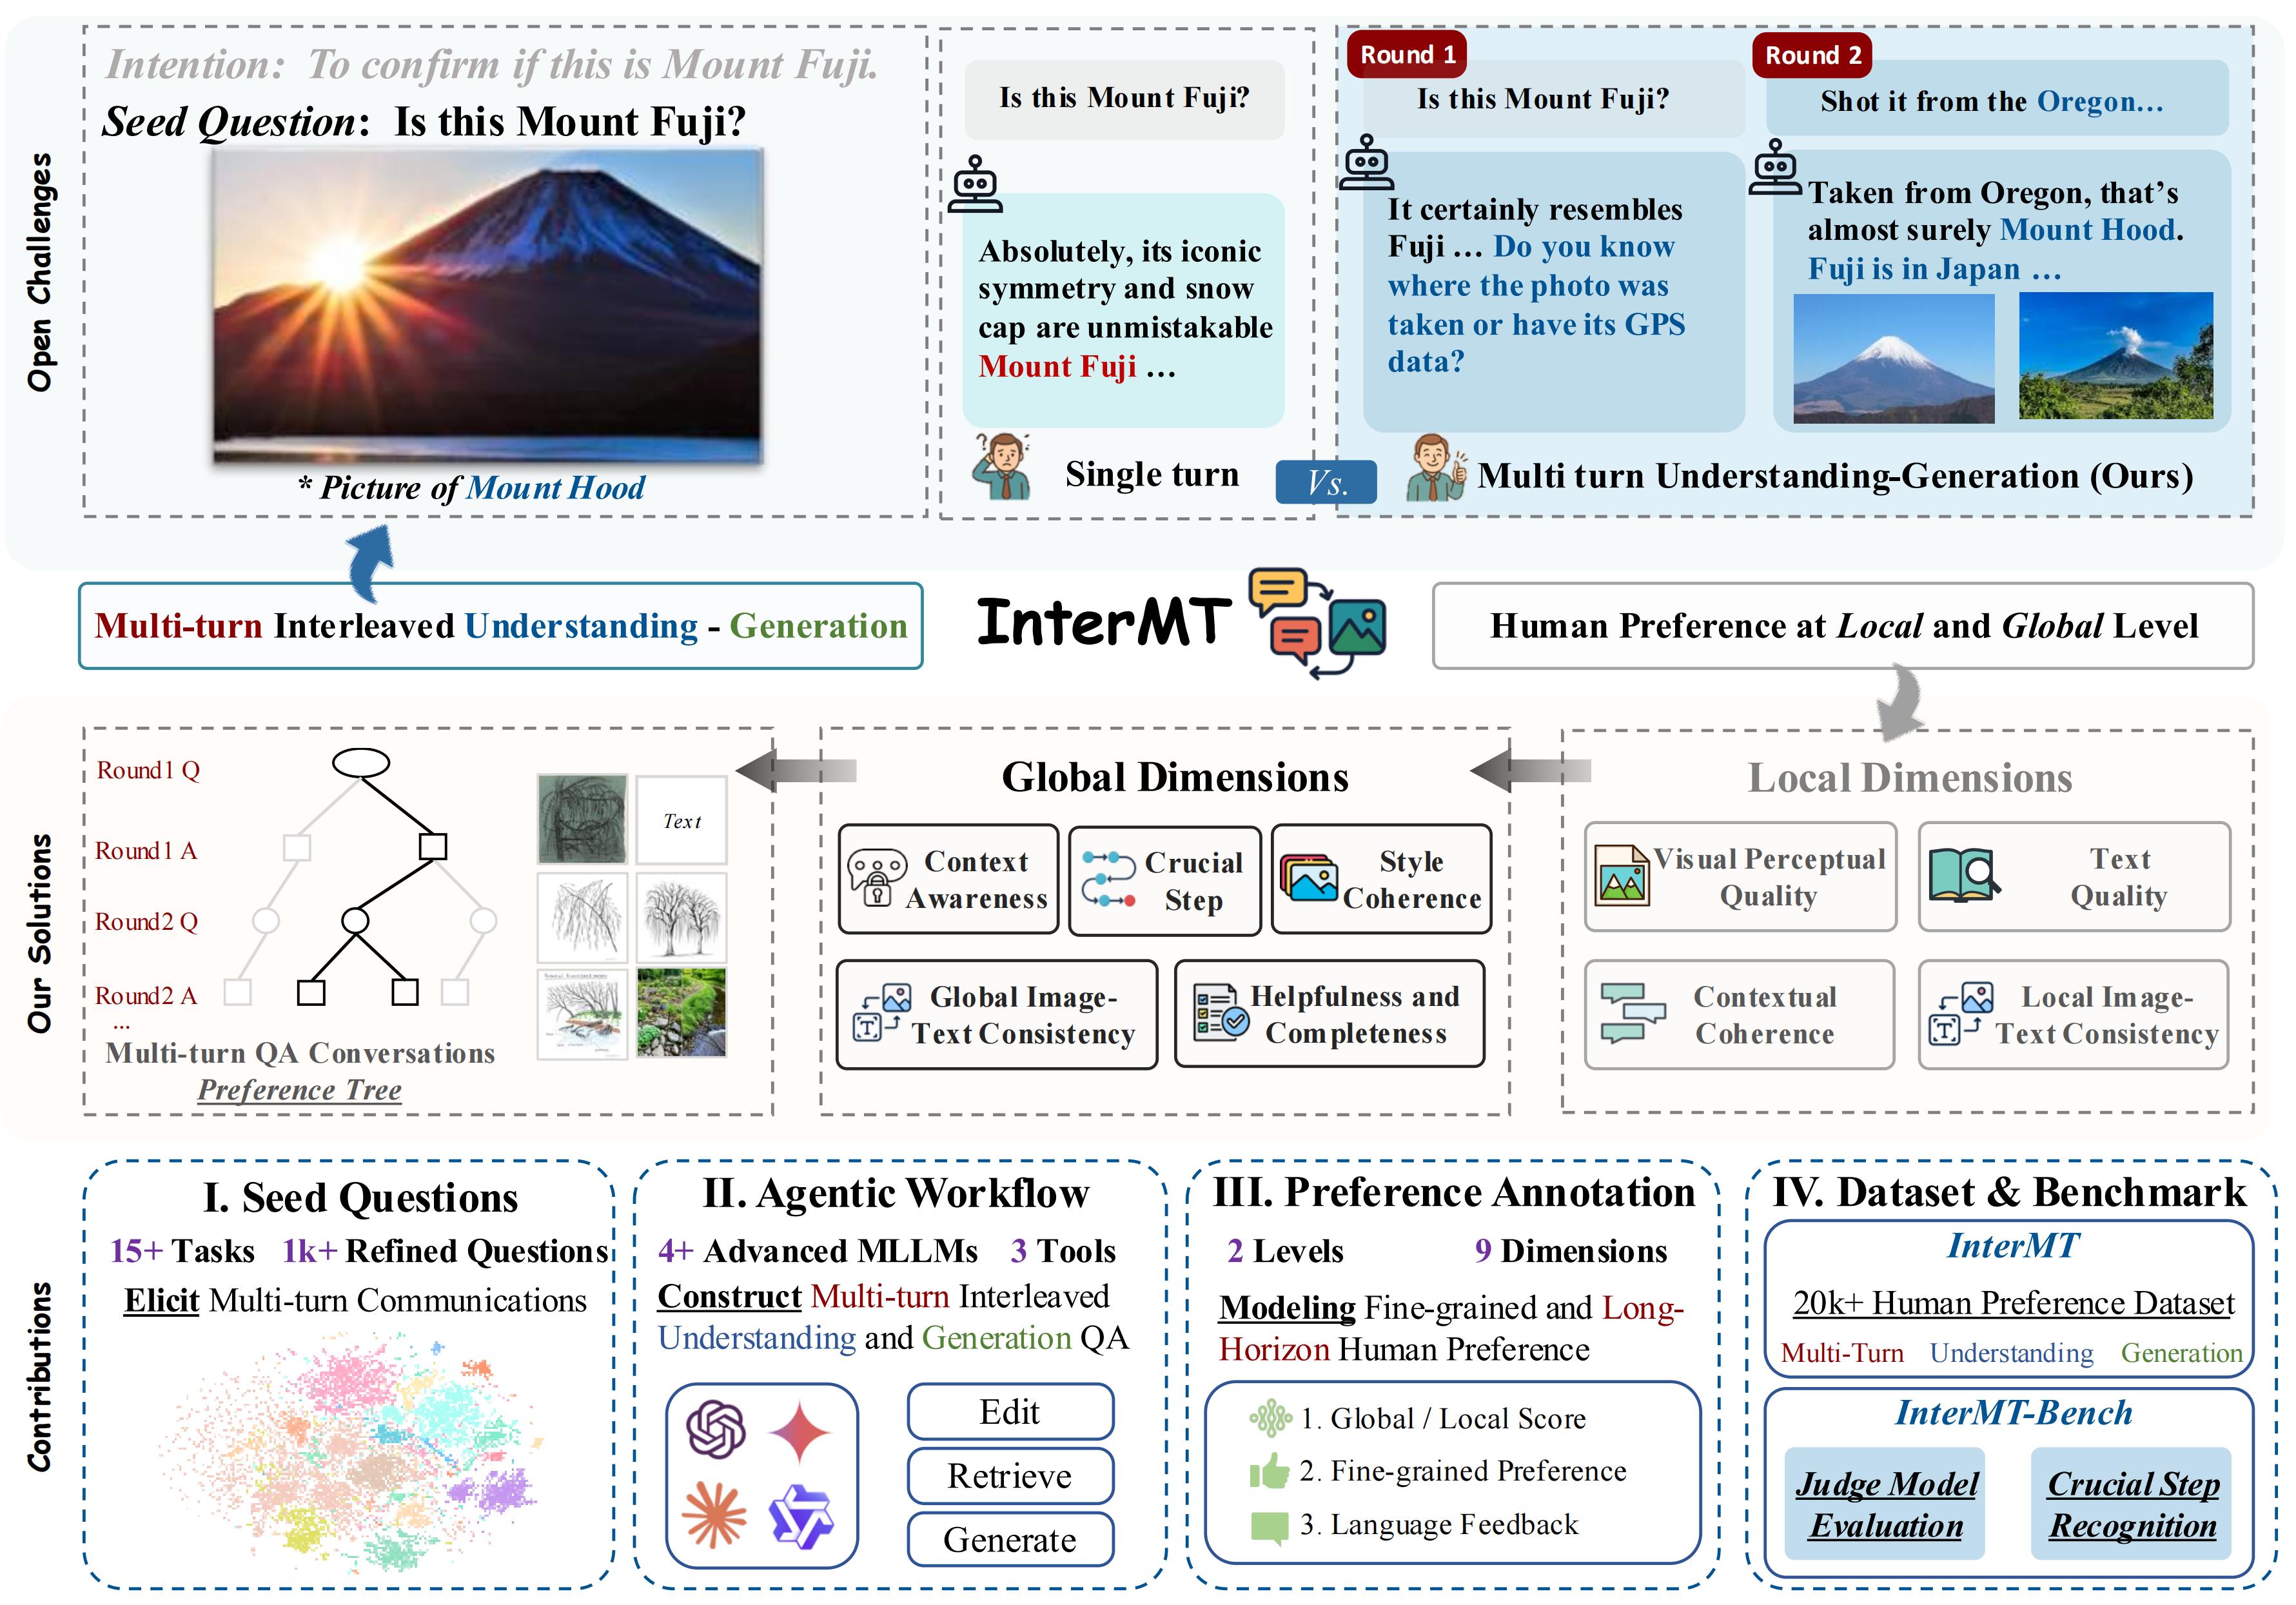 Open Challenges
Intention: To confirm if this is Mount Fuji.
Seed Question: Is this Mount Fuji?
* Picture of Mount Hood
Is this Mount Fuji?
Absolutely, its iconic
symmetry and snow
cap are unmistakable
Mount Fuji ...
Single turn
Vs.
Round 1
Is this Mount Fuji?
It certainly resembles
Fuji ... Do you know
where the photo was
taken or have its GPS
data?
Round 2
Shot it from the Oregon...
Taken from Oregon, that's
almost surely Mount Hood.
Fuji is in Japan ...
Multi turn Understanding-Generation (Ours)
Multi-turn Interleaved Understanding - Generation
InterMT
Human Preference at Local and Global Level
Our Solutions
Round1 Q
Round1 A
Round2 Q
Round2 A
...
Multi-turn QA Conversations
Preference Tree
Text
Global Dimensions
Context
Awareness
Crucial
Step
Style
Coherence
T
Global Image-
Text Consistency
Helpfulness and
Completeness
Local Dimensions
Visual Perceptual
Quality
Text
Quality
Contextual
Coherence
T
Local Image-
Text Consistency
Contributions
I. Seed Questions
15+ Tasks 1k+ Refined Questions
Elicit Multi-turn Communications
II. Agentic Workflow
4+ Advanced MLLMs 3 Tools
Construct Multi-turn Interleaved
Understanding and Generation QA
Edit
Retrieve
Generate
III. Preference Annotation
2 Levels 9 Dimensions
Modeling Fine-grained and Long-
Horizon Human Preference
1. Global / Local Score
2. Fine-grained Preference
3. Language Feedback
IV. Dataset & Benchmark
InterMT
20k+ Human Preference Dataset
Multi-Turn Understanding Generation
InterMT-Bench
Judge Model
Evaluation
Crucial Step
Recognition